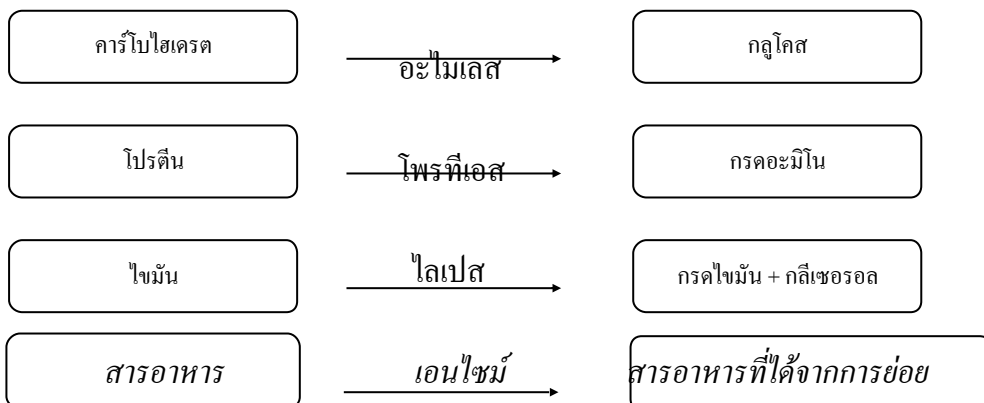 คาร์โบไฮเดรต อะไมเลส กลูโคส
โปรตีน โพรทีเอส กรดอะมิโน
ไขมัน ไลเปส กรดไขมัน + กลีเซอรอล
สารอาหาร เอนไซม์ สารอาหารที่ได้จากการย่อย